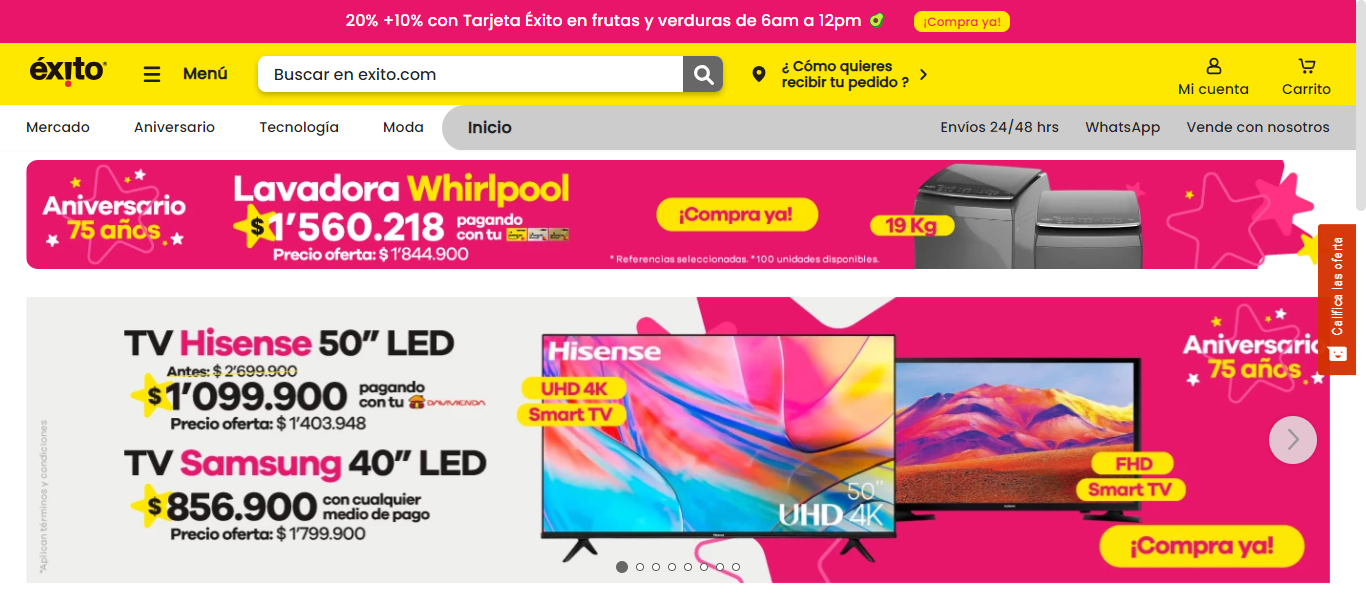 20% +10% con Tarjeta Éxito en frutas y verduras de 6am a 12pm
¡Compra ya!
éxito
Menú
Buscar en exito.com
¿ Cómo quieres
recibir tu pedido ?
Mi cuenta
Carrito
Mercado
Aniversario
Tecnología
Moda
Inicio
Envíos 24/48 hrs
WhatsApp
Vende con nosotros
Aniversario
75 años
Lavadora Whirlpool
$1'560.218
pagando
con tu
Precio oferta: $ 1'844.900
¡Compra ya!
19 Kg
* Referencias seleccionadas. *100 unidades disponibles.
Califica las oferta
TV Hisense 50" LED
Antes: $ 2'699.900
$1'099.900
pagando
con tu DAVIVIENDA
Precio oferta: $ 1'403.948
TV Samsung 40" LED
$856.900
con cualquier
medio de pago
Precio oferta: $ 1'799.900
*Aplican términos y condiciones
Hisense
UHD 4K
Smart TV
50"
UHD 4K
Aniversario
75 años
FHD
Smart TV
¡Compra ya!